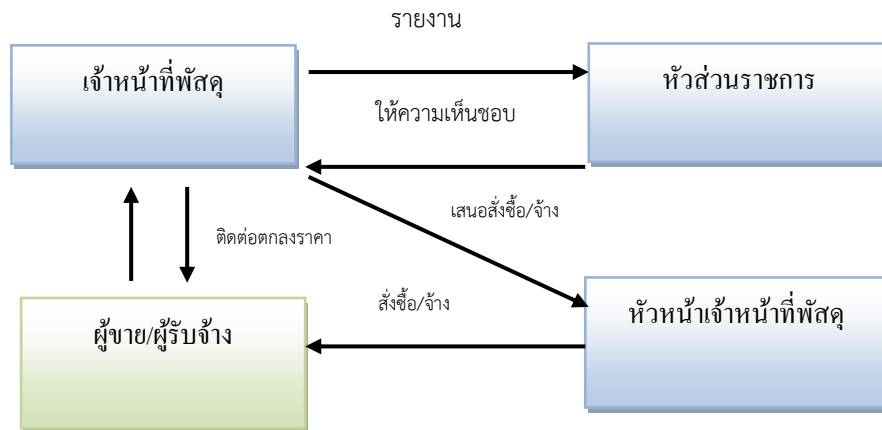 รายงาน
เจ้าหน้าที่พัสดุ
หัวส่วนราชการ
ให้ความเห็นชอบ
เสนอสั่งซื้อ/จ้าง
ติดต่อตกลงราคา
สั่งซื้อ/จ้าง
ผู้ขาย/ผู้รับจ้าง
หัวหน้าเจ้าหน้าที่พัสดุ